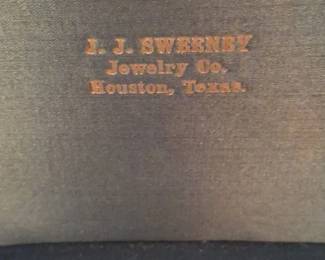 J. J. SWEENEY
Jewelry Co.
Houston, Texas.